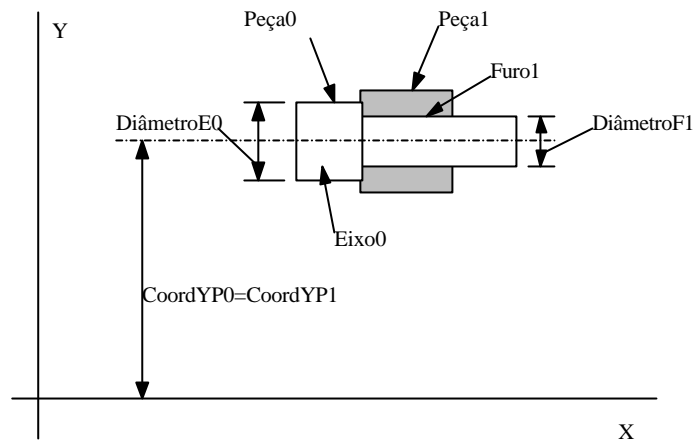 Peça0
Peça1
Y
Furo1
DiâmetroE0
DiâmetroF1
Eixo0
CoordYP0=CoordYP1
X